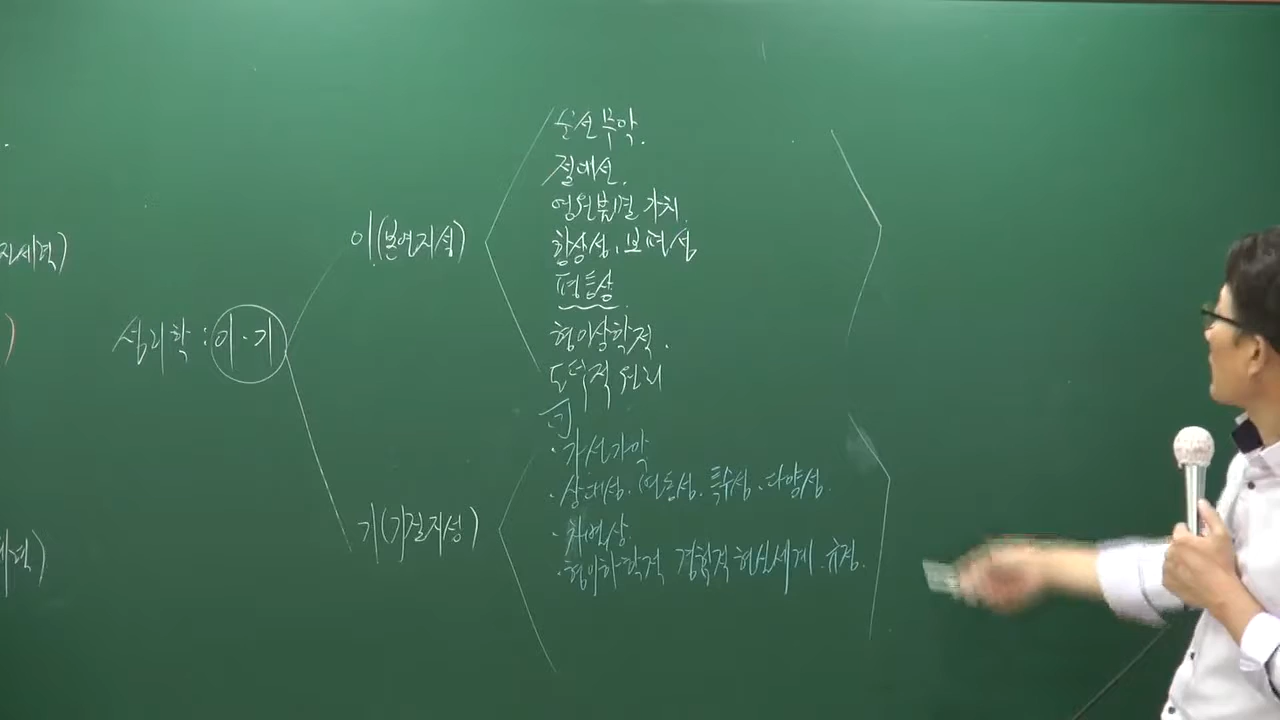 순선무악.
절대선.
영원불멸 가치.
이(본연지성)
항상성, 보편성
평등상
성리학 : 이·기
형이상학적.
도덕적 원리
·가선가악
·상대성. 변동성. 특수성. 다양성.
기(기질지성)
·차별상.
·형이하학적 경험적 현실세계. 규정.